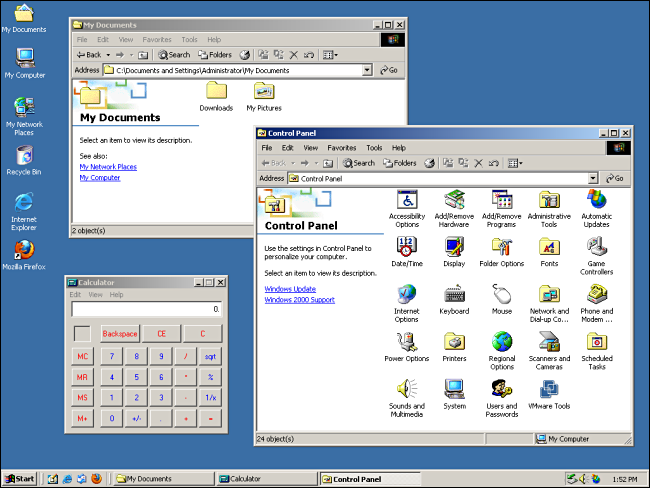 My Documents
My Computer
My Network
Places
Recycle Bin
Internet
Explorer
Mozilla Firefox
My Documents
File Edit View Favorites Tools Help
Back Search Folders
Address C:\Documents and Settings\Administrator\My Documents Go
My Documents
Select an item to view its description.
See also:
My Network Places
My Computer
Downloads My Pictures
2 object(s)
Control Panel
File Edit View Favorites Tools Help
Back Search Folders
Address Control Panel Go
Control Panel
Use the settings in Control Panel to
personalize your computer.
Select an item to view its description.
Windows Update
Windows 2000 Support
Accessibility
Options
Add/Remove
Hardware
Add/Remove
Programs
Administrative
Tools
Automatic
Updates
Date/Time
Display
Folder Options
Fonts
Game
Controllers
Internet
Options
Keyboard
Mouse
Network and
Dial-up Co...
Phone and
Modem ...
Power Options
Printers
Regional
Options
Scanners and
Cameras
Scheduled
Tasks
Sounds and
Multimedia
System
Users and
Passwords
VMware Tools
24 object(s) My Computer
Calculator
Edit View Help
0.
Backspace CE C
MC 7 8 9 / sqrt
MR 4 5 6 * %
MS 1 2 3 - 1/x
M+ 0 +/- . + =
Start My Documents Calculator Control Panel 1:52 PM